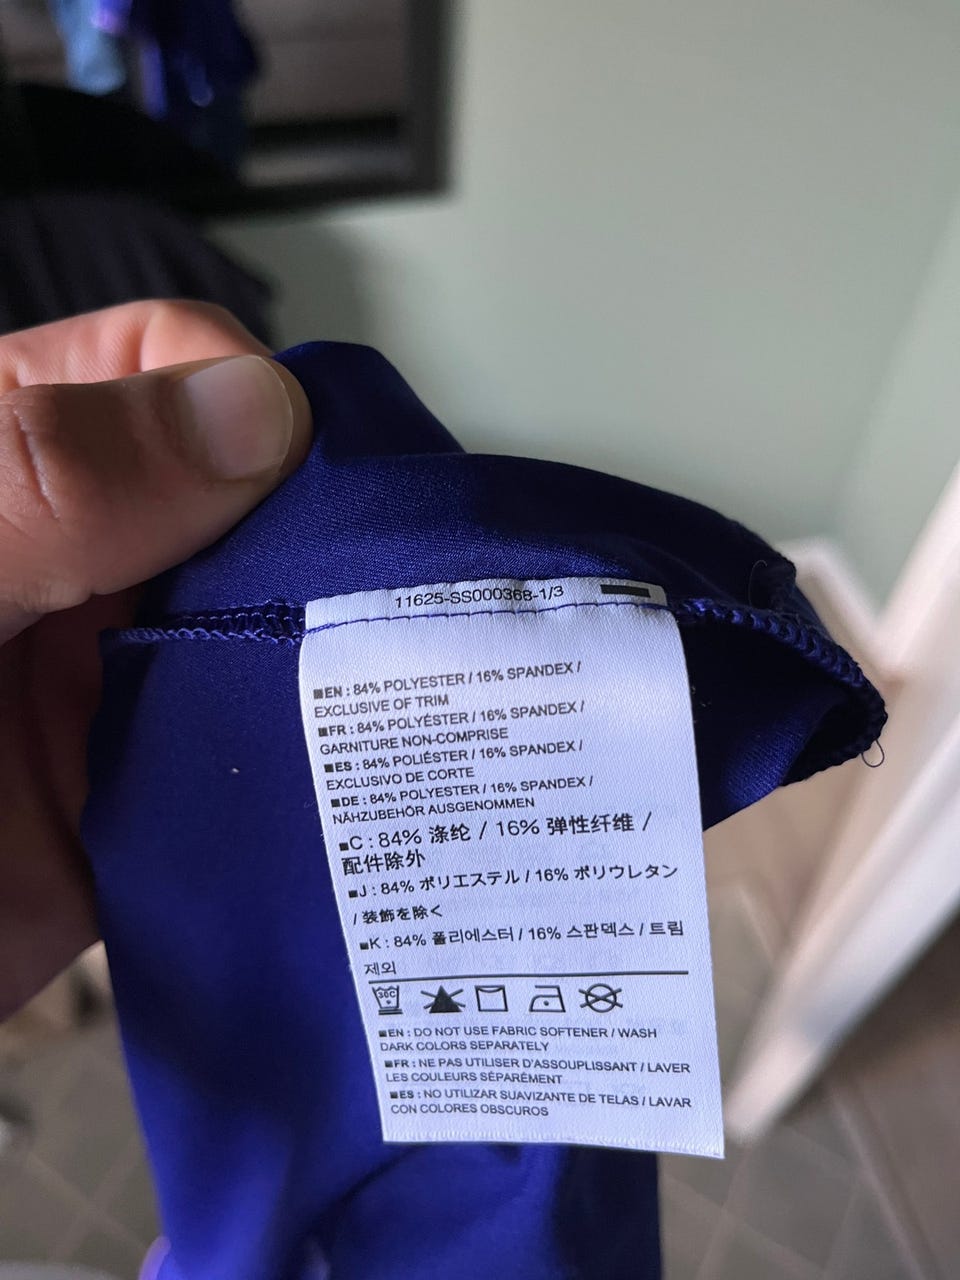 11625-SS000368-1/3
■EN : 84% POLYESTER / 16% SPANDEX /
EXCLUSIVE OF TRIM
■FR : 84% POLYÉSTER / 16% SPANDEX /
GARNITURE NON-COMPRISE
■ES : 84% POLIÉSTER / 16% SPANDEX /
EXCLUSIVO DE CORTE
■DE : 84% POLYESTER / 16% SPANDEX /
NÄHZUBEHÖR AUSGENOMMEN
■C : 84% 涤纶 / 16% 弹性纤维 /
配件除外
■J : 84% ポリエステル / 16% ポリウレタン
/ 装飾を除く
■K : 84% 폴리에스터 / 16% 스판덱스 / 트림
제외
30C
■EN : DO NOT USE FABRIC SOFTENER / WASH
DARK COLORS SEPARATELY
■FR : NE PAS UTILISER D'ASSOUPLISSANT / LAVER
LES COULEURS SÉPARÉMENT
■ES : NO UTILIZAR SUAVIZANTE DE TELAS / LAVAR
CON COLORES OBSCUROS